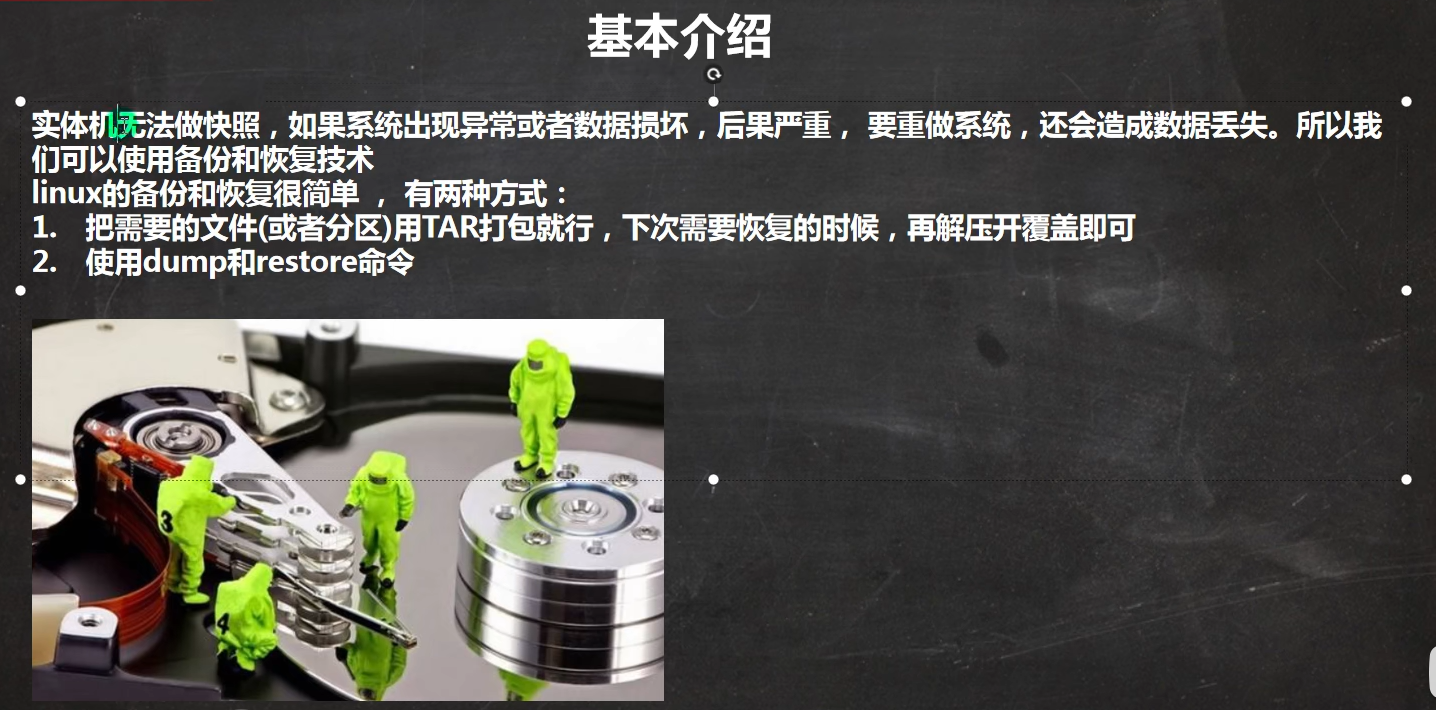 基本介绍
实体机无法做快照，如果系统出现异常或者数据损坏，后果严重， 要重做系统，还会造成数据丢失。所以我
们可以使用备份和恢复技术
linux的备份和恢复很简单 ， 有两种方式：
1. 把需要的文件(或者分区)用TAR打包就行，下次需要恢复的时候，再解压开覆盖即可
2. 使用dump和restore命令
3
4